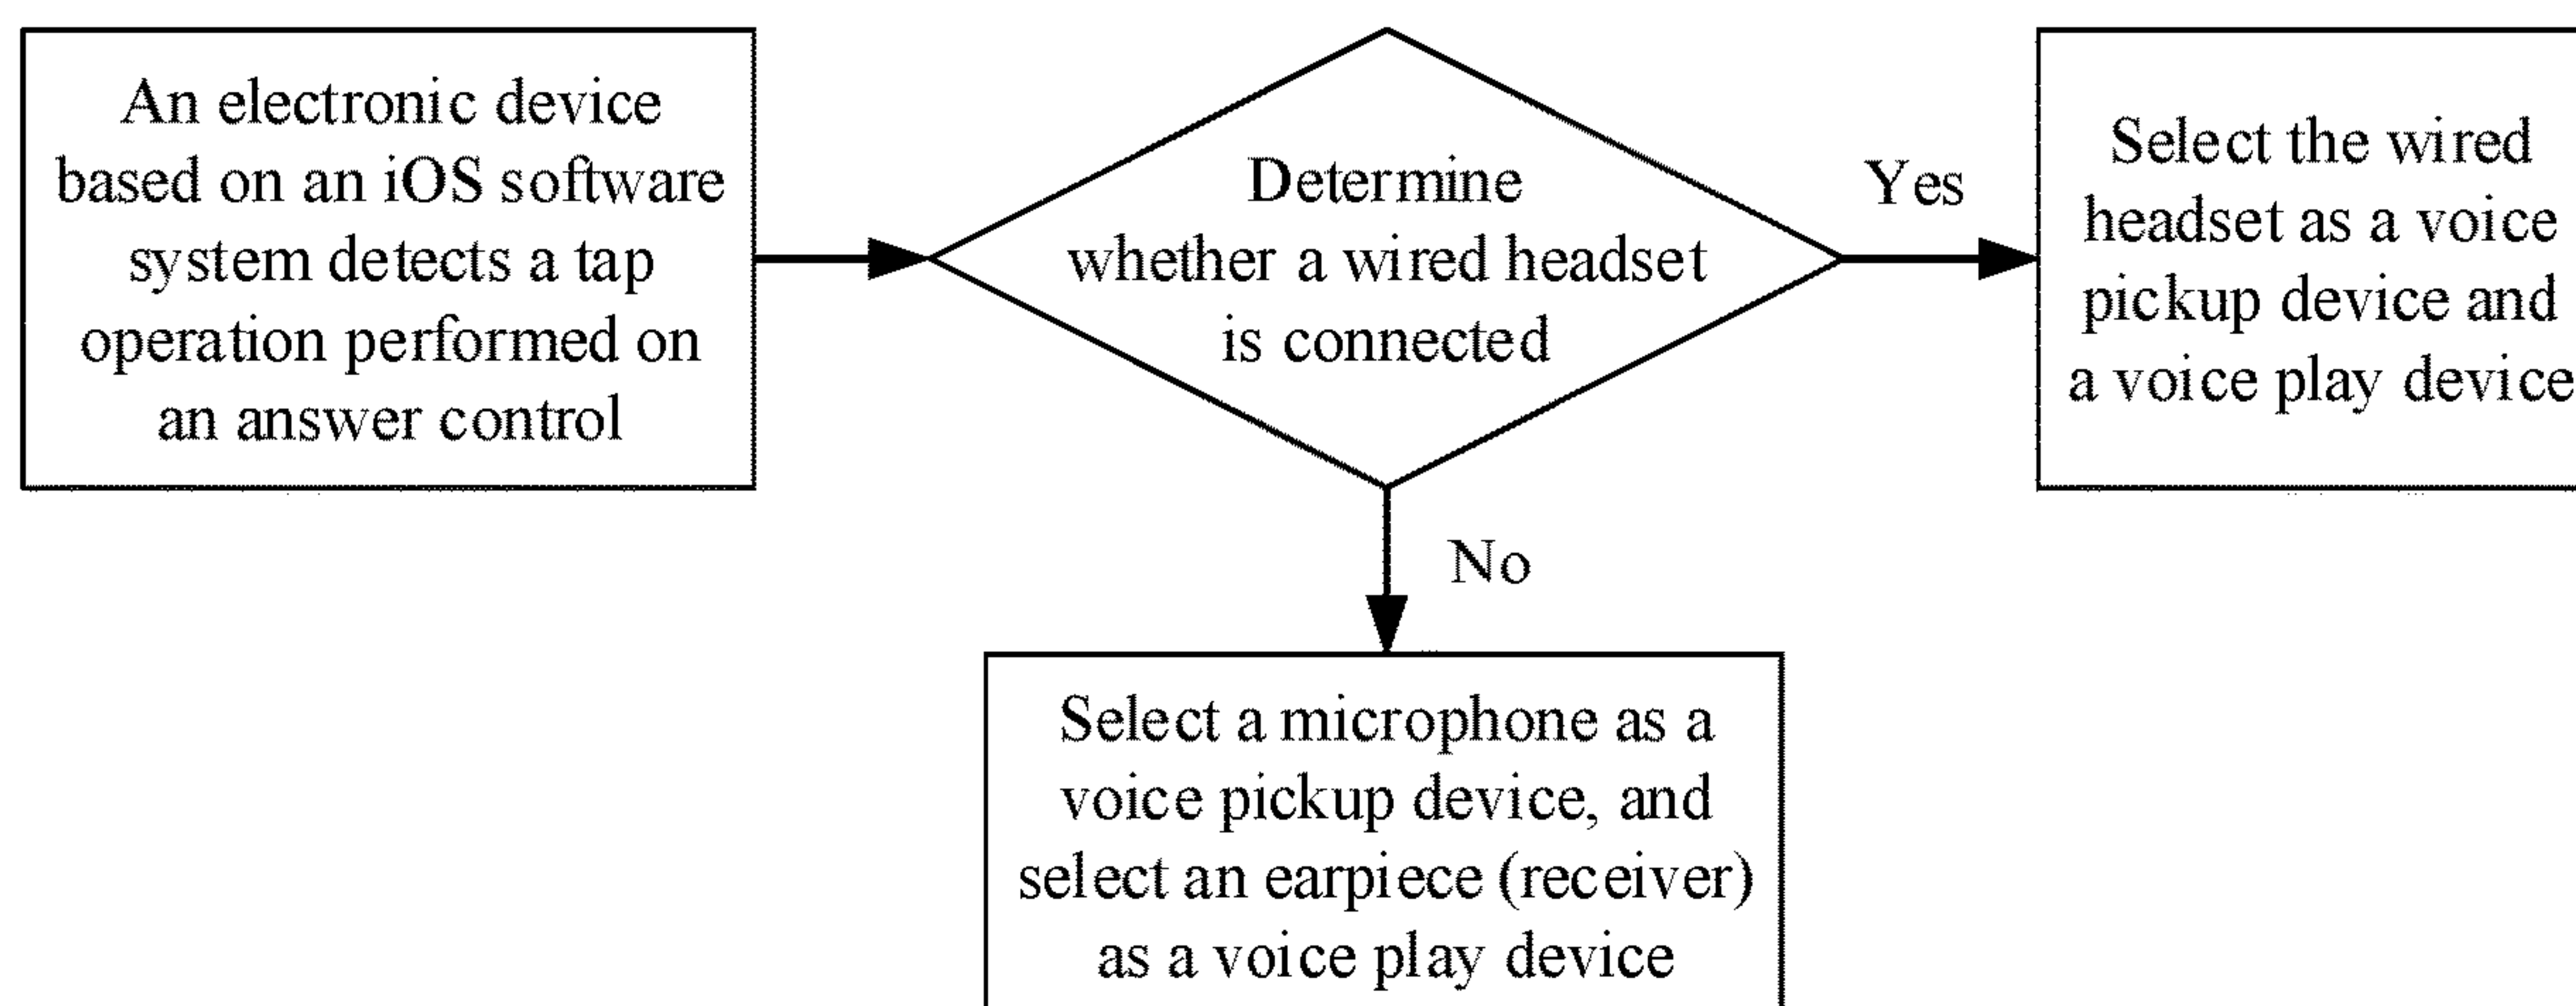 An electronic device
based on an iOS software
system detects a tap
operation performed on
an answer control
Determine
whether a wired headset
is connected
Yes
Select the wired
headset as a voice
pickup device and
a voice play device
No
Select a microphone as a
voice pickup device, and
select an earpiece (receiver)
as a voice play device